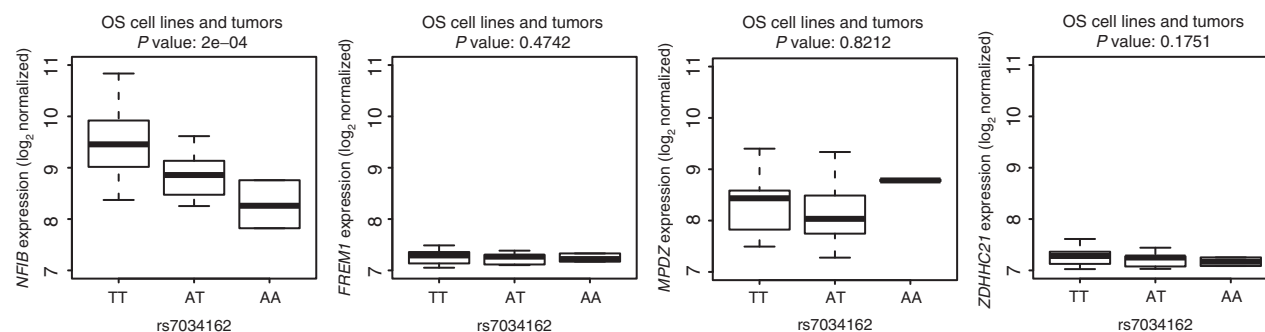 OS cell lines and tumors
P value: 2e–04
NFIB expression (log2 normalized)
11
10
9
8
7
TT AT AA
rs7034162
OS cell lines and tumors
P value: 0.4742
FREM1 expression (log2 normalized)
11
10
9
8
7
TT AT AA
rs7034162
OS cell lines and tumors
P value: 0.8212
MPDZ expression (log2 normalized)
11
10
9
8
7
TT AT AA
rs7034162
OS cell lines and tumors
P value: 0.1751
ZDHHC21 expression (log2 normalized)
11
10
9
8
7
TT AT AA
rs7034162